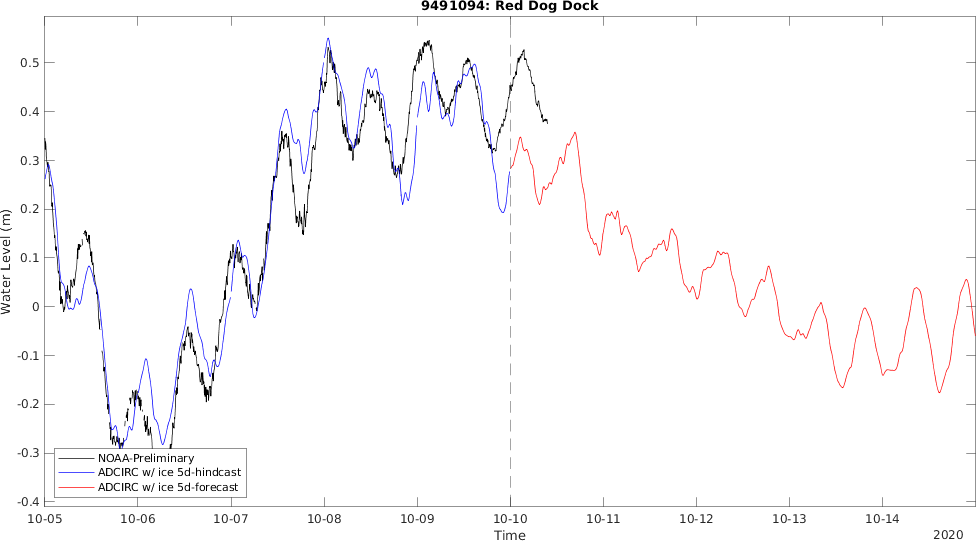 9491094: Red Dog Dock
Water Level (m)
0.5
0.4
0.3
0.2
0.1
0
-0.1
-0.2
-0.3
-0.4
NOAA-Preliminary
ADCIRC w/ ice 5d-hindcast
ADCIRC w/ ice 5d-forecast
10-05 10-06 10-07 10-08 10-09 10-10 10-11 10-12 10-13 10-14
Time
2020